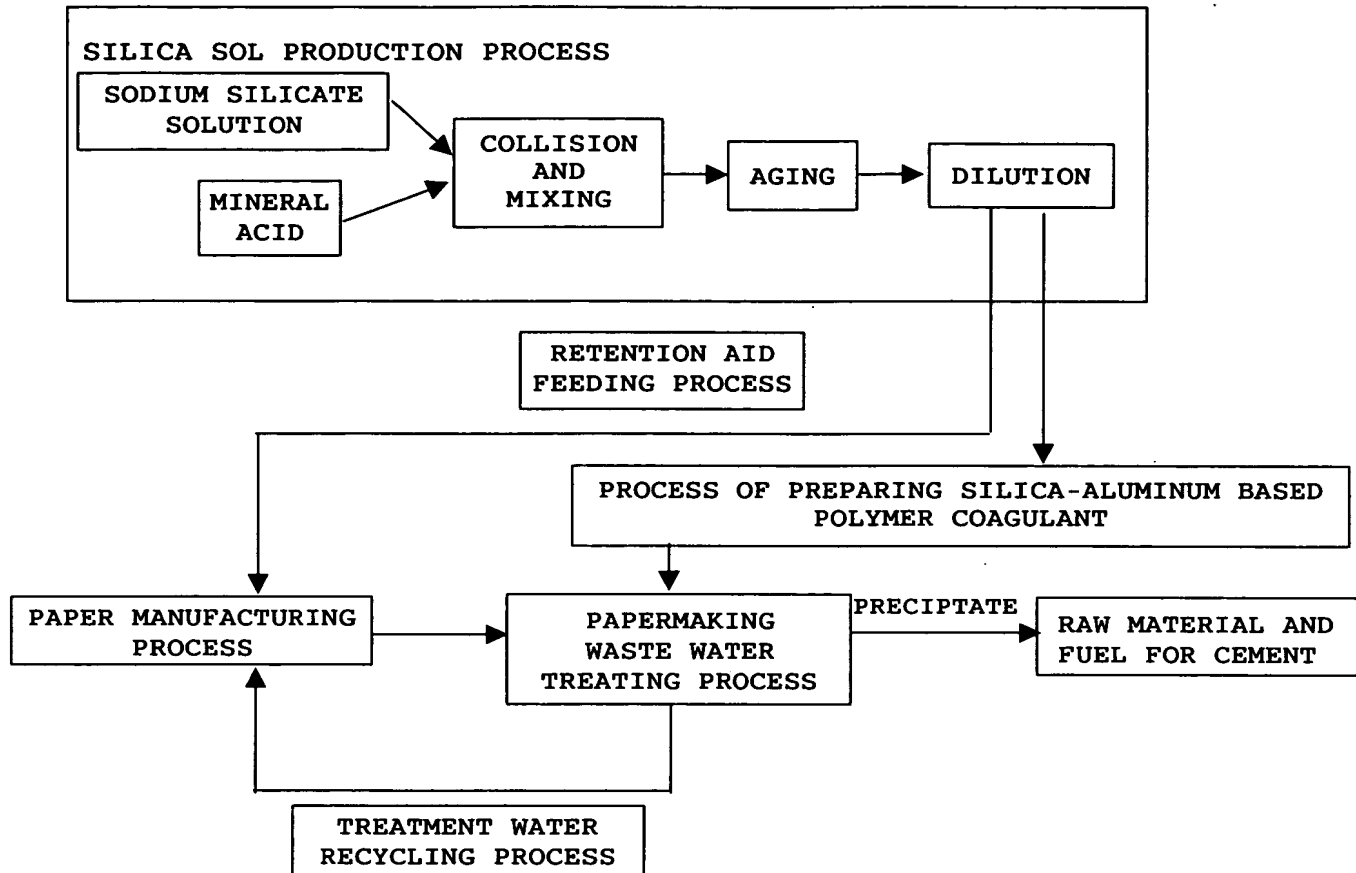 SILICA SOL PRODUCTION PROCESS
SODIUM SILICATE
SOLUTION
MINERAL
ACID
COLLISION
AND
MIXING
AGING
DILUTION
RETENTION AID
FEEDING PROCESS
PROCESS OF PREPARING SILICA-ALUMINUM BASED
POLYMER COAGULANT
PAPER MANUFACTURING
PROCESS
PAPERMAKING
WASTE WATER
TREATING PROCESS
PRECIPTATE
RAW MATERIAL AND
FUEL FOR CEMENT
TREATMENT WATER
RECYCLING PROCESS